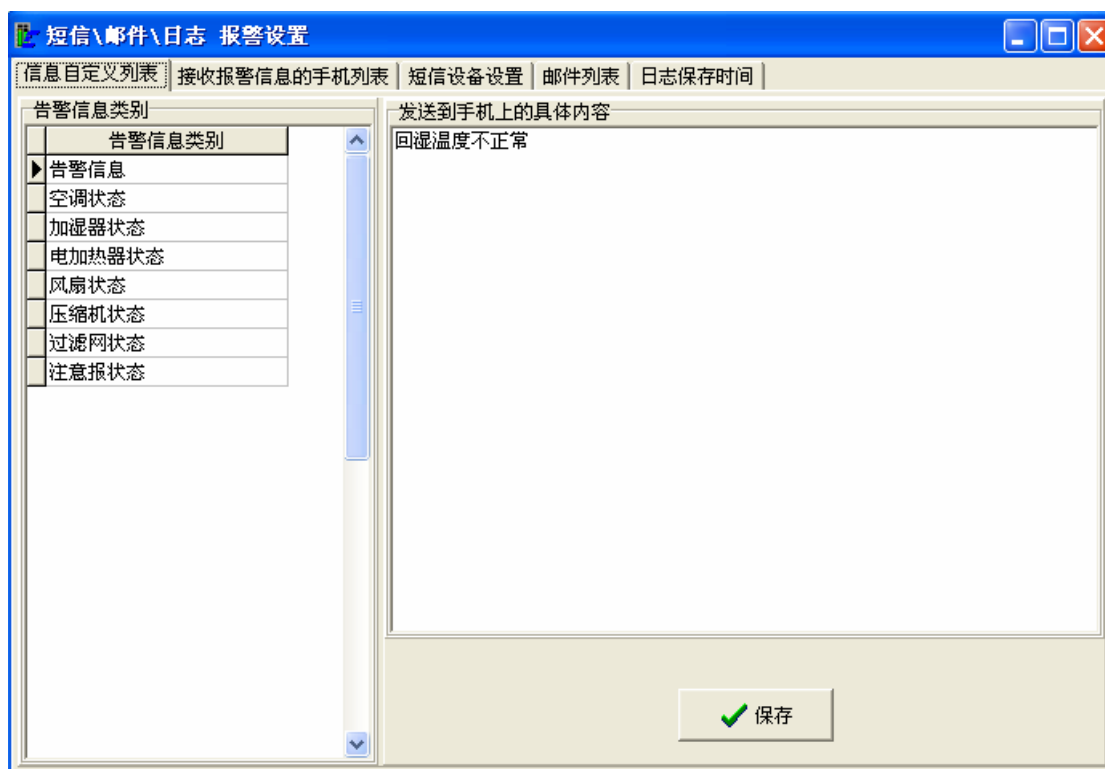 短信\邮件\日志 报警设置
信息自定义列表 接收报警信息的手机列表 短信设备设置 邮件列表 日志保存时间
告警信息类别
告警信息类别
告警信息
空调状态
加湿器状态
电加热器状态
风扇状态
压缩机状态
过滤网状态
注意报状态
发送到手机上的具体内容
回湿温度不正常
保存